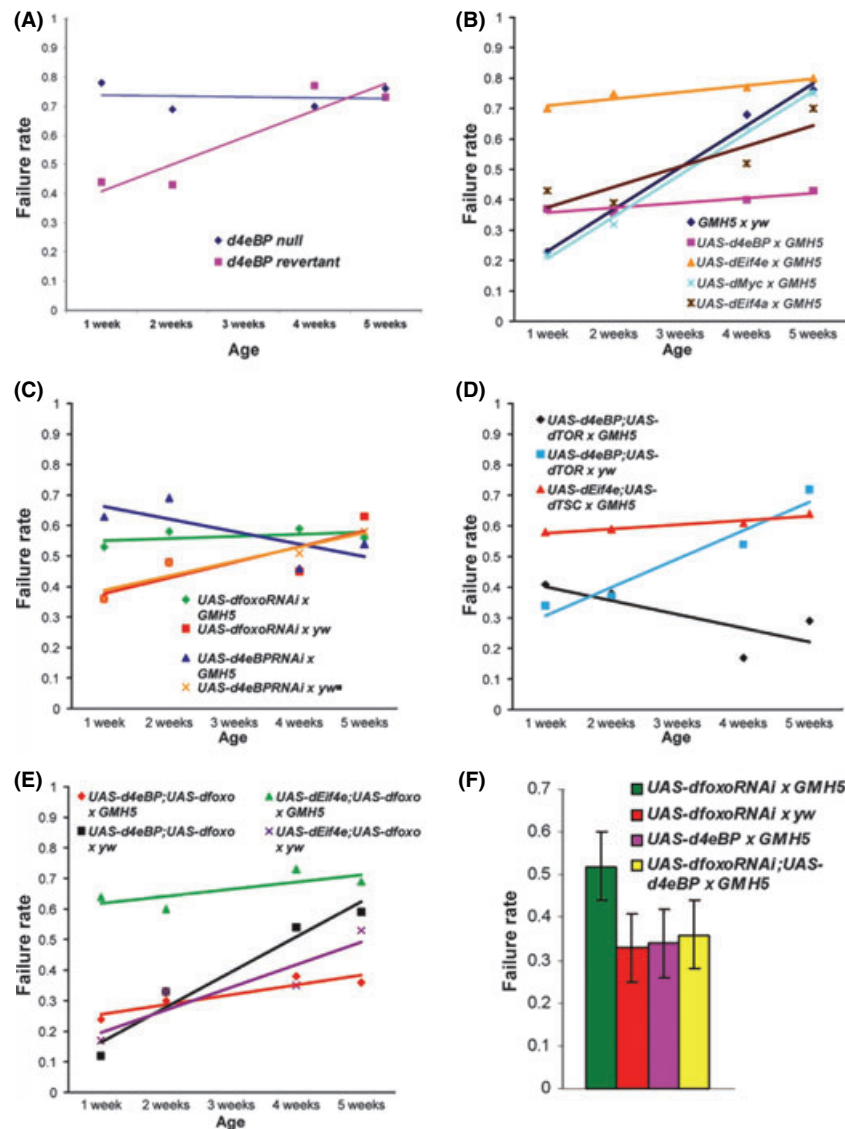 (A)
Failure rate
1
0.9
0.8
0.7
0.6
0.5
0.4
0.3
0.2
0.1
0
d4eBP null
d4eBP revertant
1 week 2 weeks 3 weeks 4 weeks 5 weeks
Age
(B)
Failure rate
1
0.9
0.8
0.7
0.6
0.5
0.4
0.3
0.2
0.1
0
GMH5 x yw
UAS-d4eBP x GMH5
UAS-dEif4e x GMH5
UAS-dMyc x GMH5
UAS-dEif4a x GMH5
1 week 2 weeks 3 weeks 4 weeks 5 weeks
Age
(C)
Failure rate
1
0.9
0.8
0.7
0.6
0.5
0.4
0.3
0.2
0.1
0
UAS-dfoxoRNAi x
GMH5
UAS-dfoxoRNAi x yw
UAS-d4eBPRNAi x
GMH5
UAS-d4eBPRNAi x yw
1 week 2 weeks 3 weeks 4 weeks 5 weeks
Age
(D)
Failure rate
1
0.9
0.8
0.7
0.6
0.5
0.4
0.3
0.2
0.1
0
UAS-d4eBP;UAS-
dTOR x GMH5
UAS-d4eBP;UAS-
dTOR x yw
UAS-dEif4e;UAS-
dTSC x GMH5
1 week 2 weeks 3 weeks 4 weeks 5 weeks
Age
(E)
Failure rate
1
0.9
0.8
0.7
0.6
0.5
0.4
0.3
0.2
0.1
0
UAS-d4eBP;UAS-dfoxo
x GMH5
UAS-dEif4e;UAS-dfoxo
x GMH5
UAS-d4eBP;UAS-dfoxo
x yw
UAS-dEif4e;UAS-dfoxo
x yw
1 week 2 weeks 3 weeks 4 weeks 5 weeks
Age
(F)
Failure rate
0.7
0.6
0.5
0.4
0.3
0.2
0.1
0
UAS-dfoxoRNAi x GMH5
UAS-dfoxoRNAi x yw
UAS-d4eBP x GMH5
UAS-dfoxoRNAi;UAS-
d4eBP x GMH5